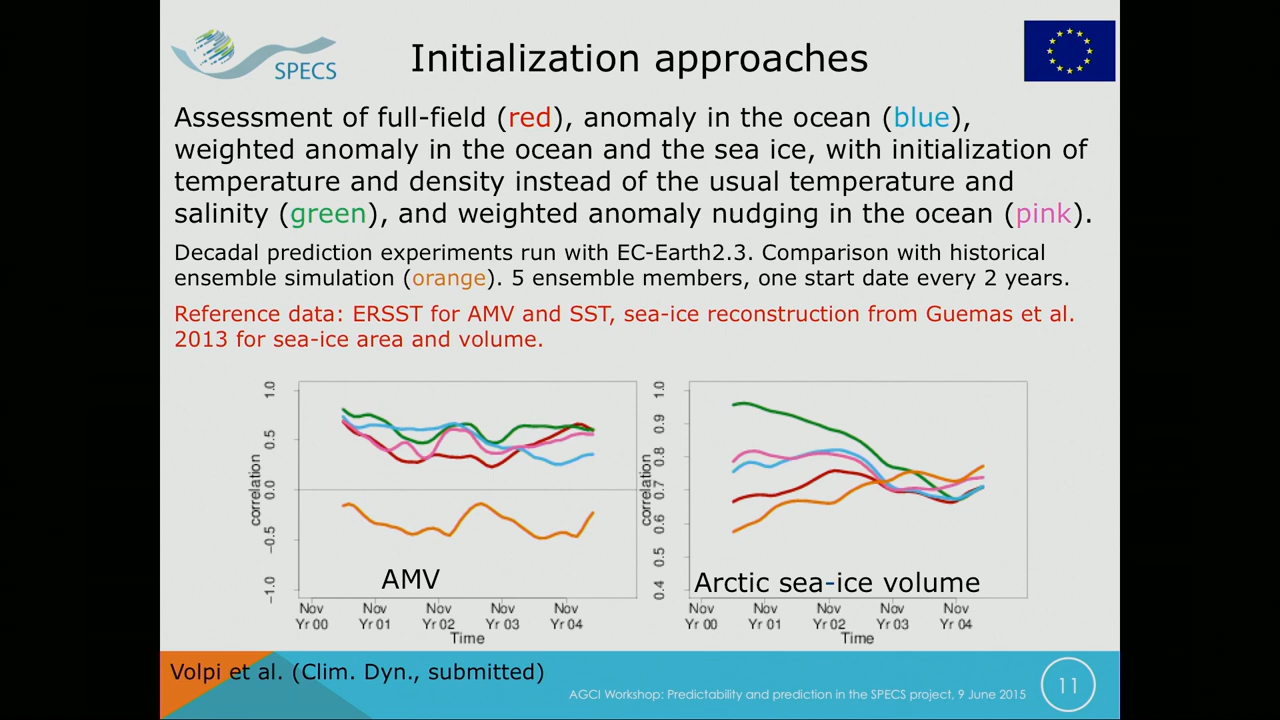 SPECS
Initialization approaches
Assessment of full-field (red), anomaly in the ocean (blue),
weighted anomaly in the ocean and the sea ice, with initialization of
temperature and density instead of the usual temperature and
salinity (green), and weighted anomaly nudging in the ocean (pink).
Decadal prediction experiments run with EC-Earth2.3. Comparison with historical
ensemble simulation (orange). 5 ensemble members, one start date every 2 years.
Reference data: ERSST for AMV and SST, sea-ice reconstruction from Guemas et al.
2013 for sea-ice area and volume.
correlation
1.0
0.5
0.0
−0.5
−1.0
AMV
Nov Nov Nov Nov Nov
Yr 00 Yr 01 Yr 02 Yr 03 Yr 04
Time
correlation
1.0
0.9
0.8
0.7
0.6
0.5
0.4
Arctic sea-ice volume
Nov Nov Nov Nov Nov
Yr 00 Yr 01 Yr 02 Yr 03 Yr 04
Time
Volpi et al. (Clim. Dyn., submitted)
AGCI Workshop: Predictability and prediction in the SPECS project, 9 June 2015
11